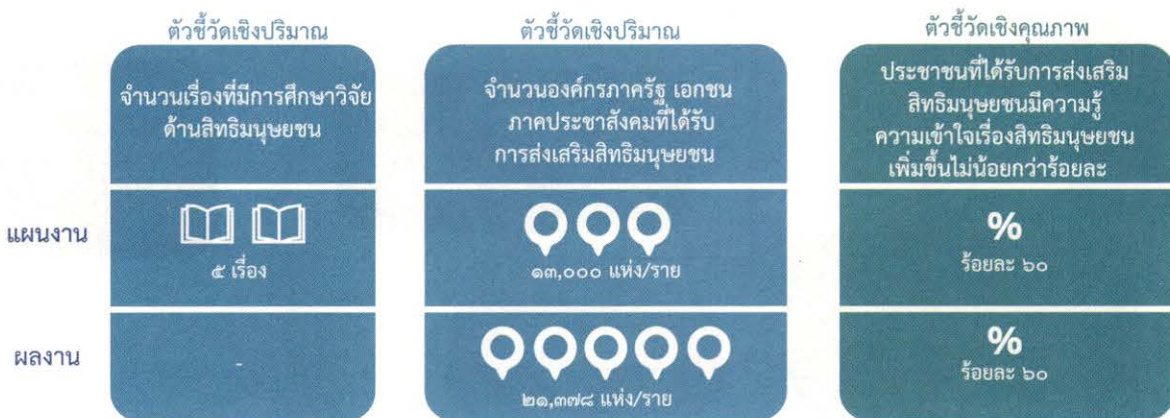 ตัวชี้วัดเชิงปริมาณ
จำนวนเรื่องที่มีการศึกษาวิจัย
ด้านสิทธิมนุษยชน
ตัวชี้วัดเชิงปริมาณ
จำนวนองค์กรภาครัฐ เอกชน
ภาคประชาสังคมที่ได้รับ
การส่งเสริมสิทธิมนุษยชน
ตัวชี้วัดเชิงคุณภาพ
ประชาชนที่ได้รับการส่งเสริม
สิทธิมนุษยชนมีความรู้
ความเข้าใจเรื่องสิทธิมนุษยชน
เพิ่มขึ้นไม่น้อยกว่าร้อยละ
แผนงาน
๕ เรื่อง
๑๓,๐๐๐ แห่ง/ราย
%
ร้อยละ ๖๐
ผลงาน
-
๒๑,๓๗๘ แห่ง/ราย
%
ร้อยละ ๖๐